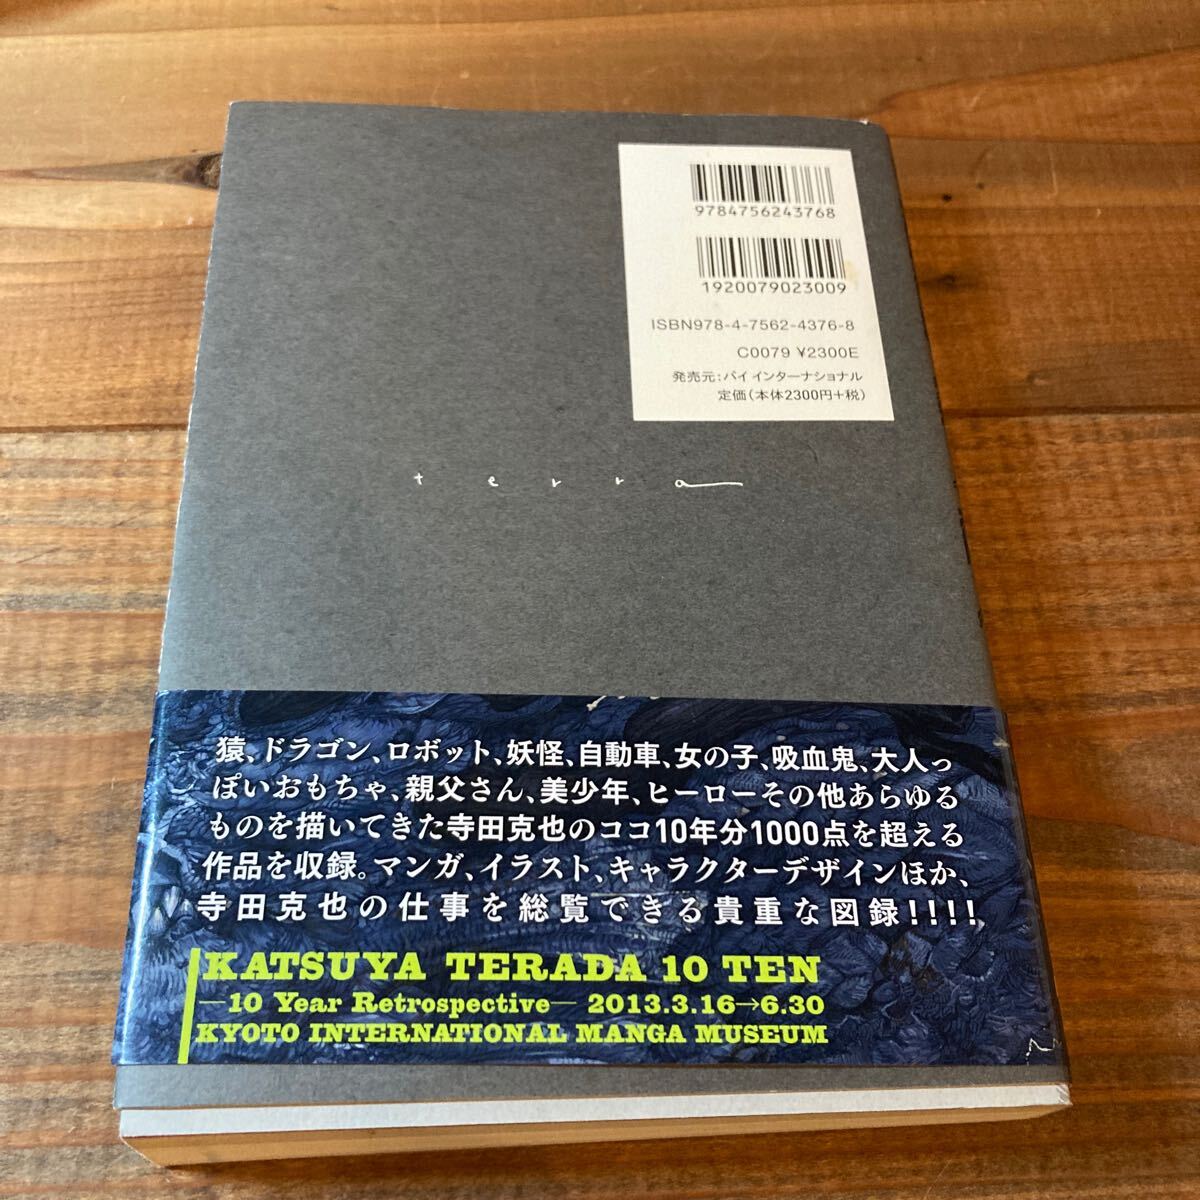 9784756243768
1920079023009
ISBN978-4-7562-4376-8
C0079 ¥2300E
発売元：パイ インターナショナル
定価（本体2300円+税）
terra
猿、ドラゴン、ロボット、妖怪、自動車、女の子、吸血鬼、大人っ
ぽいおもちゃ、親父さん、美少年、ヒーローその他あらゆる
ものを描いてきた寺田克也のココ10年分1000点を超える
作品を収録。マンガ、イラスト、キャラクターデザインほか、
寺田克也の仕事を総覧できる貴重な図録!!!!
KATSUYA TERADA 10 TEN
—10 Year Retrospective— 2013.3.16→6.30
KYOTO INTERNATIONAL MANGA MUSEUM